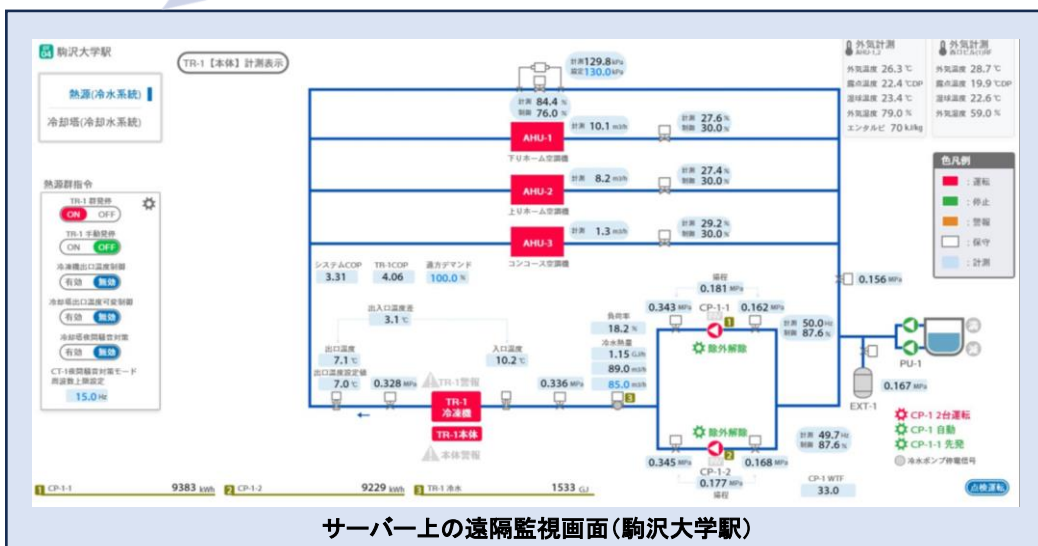 DT
04
駒沢大学駅
TR-1【本体】計測表示
熱源(冷水系統)
冷却塔(冷却水系統)
熱源群指令
TR-1 群発停
ON OFF
TR-1 手動発停
ON OFF
冷凍機出口温度制御
有効 無効
冷却塔出口温度可変制御
有効 無効
冷却塔夜間騒音対策
有効 無効
CT-1夜間騒音対策モード
周波数上限設定
15.0 Hz
計測 129.8 kPa
設定 130.0 kPa
計測 84.4 %
制御 76.0 %
AHU-1
計測 10.1 m3/h
計測 27.6 %
制御 30.0 %
下りホーム空調機
AHU-2
計測 8.2 m3/h
計測 27.4 %
制御 30.0 %
上りホーム空調機
AHU-3
計測 1.3 m3/h
計測 29.2 %
制御 30.0 %
コンコース空調機
外気計測
AHU-1,2
外気温度 26.3 ℃
露点温度 22.4 ℃DP
湿球温度 23.4 ℃
外気湿度 79.0 %
エンタルピ 70 kJ/kg
外気計測
外気温度 28.7 ℃
露点温度 19.9 ℃DP
湿球温度 22.6 ℃
外気湿度 59.0 %
色凡例
：運転
：停止
：警報
：保守
：計測
システムCOP
3.31
TR-1COP
4.06
遠方デマンド
100.0 %
出入口温度差
3.1 ℃
出口温度
7.1 ℃
出口温度設定値
7.0 ℃
0.328 MPa
入口温度
10.2 ℃
TR-1警報
TR-1
冷凍機
TR-1本体
本体警報
0.336 MPa
負荷率
18.2 %
冷水熱量
1.15 GJ/h
89.0 m3/h
85.0 m3/h
3
揚程
0.181 MPa
0.343 MPa
CP-1-1
0.162 MPa
1
除外解除
計測 50.0 Hz
制御 87.6 %
除外解除
2
計測 49.7 Hz
制御 87.6 %
0.345 MPa
CP-1-2
0.168 MPa
0.177 MPa
揚程
CP-1 WTF
33.0
0.156 MPa
PU-1
満
減
EXT-1
0.167 MPa
CP-1 2台運転
CP-1 自動
CP-1-1 先発
冷水ポンプ停電信号
点検運転
1 CP-1-1 9383 kWh
2 CP-1-2 9229 kWh
3 TR-1 冷水 1533 GJ
サーバー上の遠隔監視画面(駒沢大学駅)